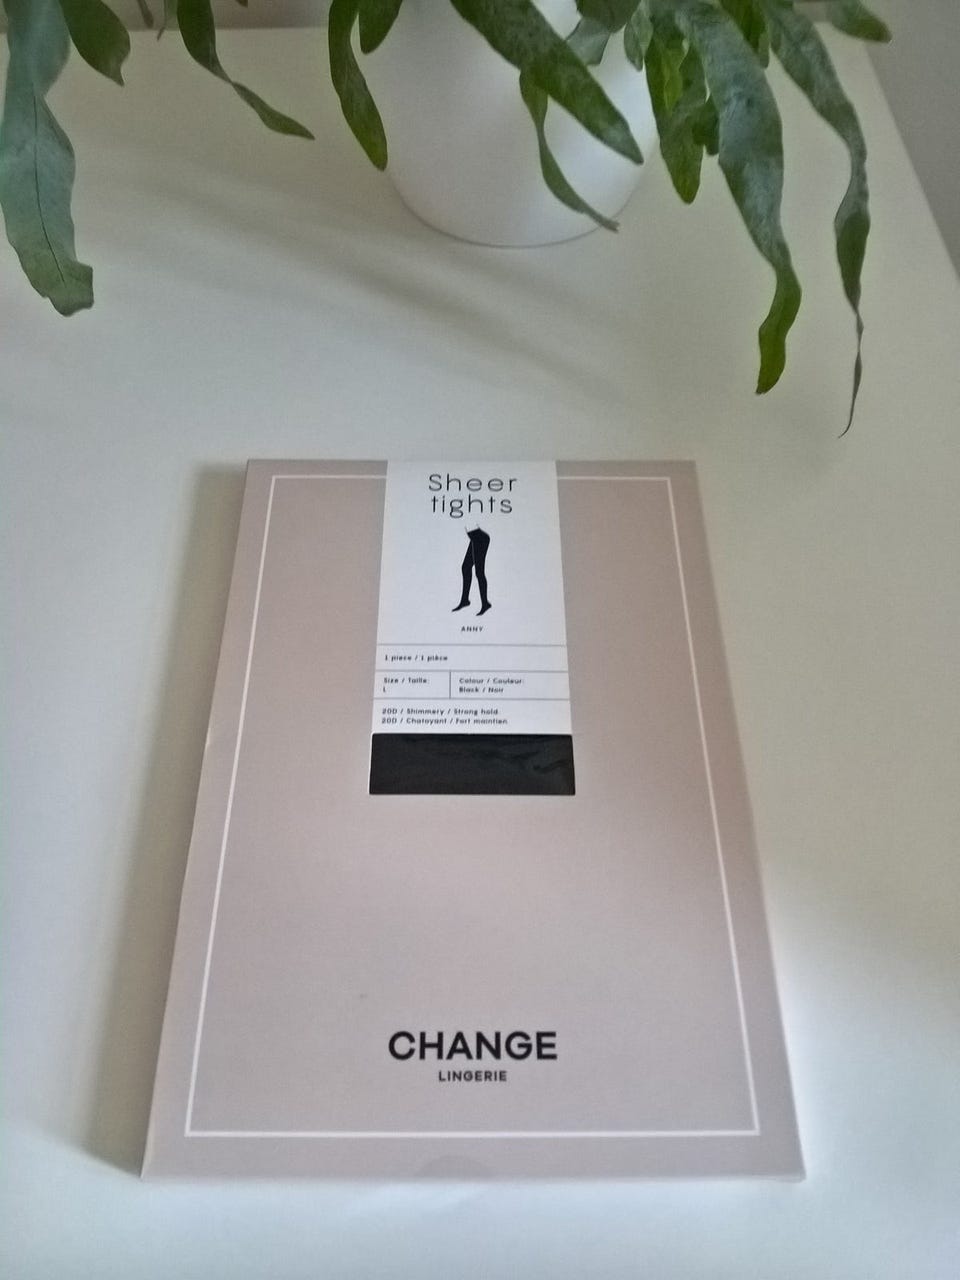 Sheer
tights
ANNY
1 piece / 1 pièce
Size / Taille:
L
Colour / Couleur:
Black / Noir
20D / Shimmery / Strong hold
20D / Chatoyant / Fort maintien
CHANGE
LINGERIE